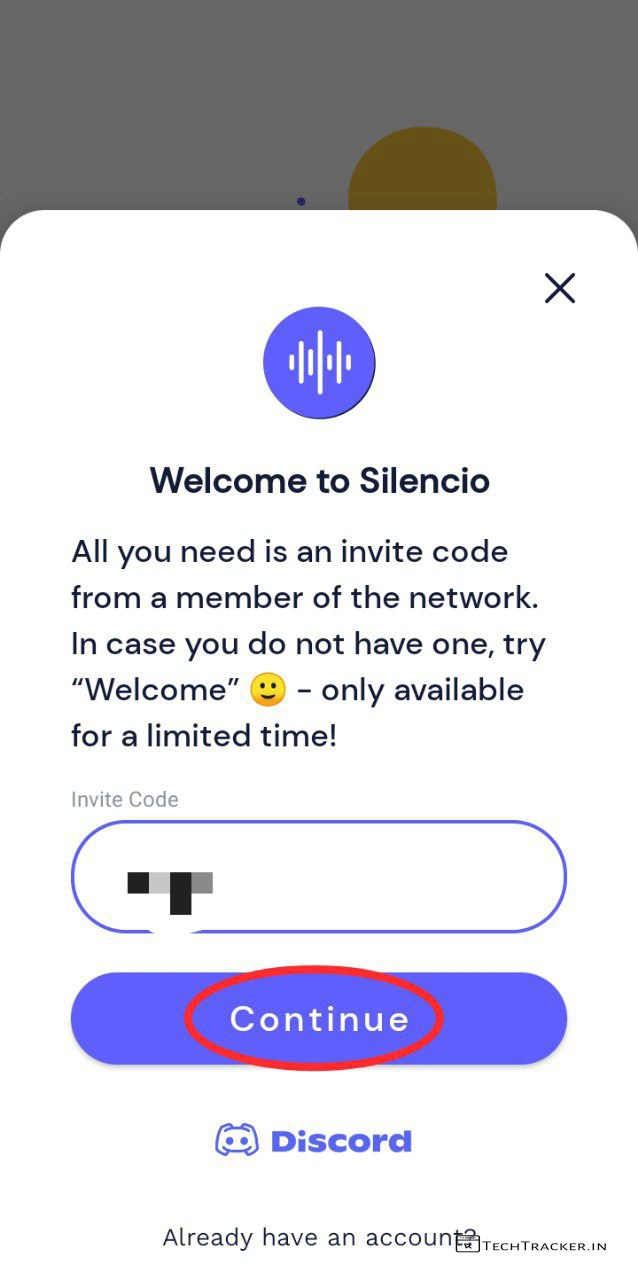 Welcome to Silencio
All you need is an invite code
from a member of the network.
In case you do not have one, try
“Welcome” 🙂 - only available
for a limited time!
Invite Code
Continue
Discord
Already have an account?
TECHTRACKER.IN